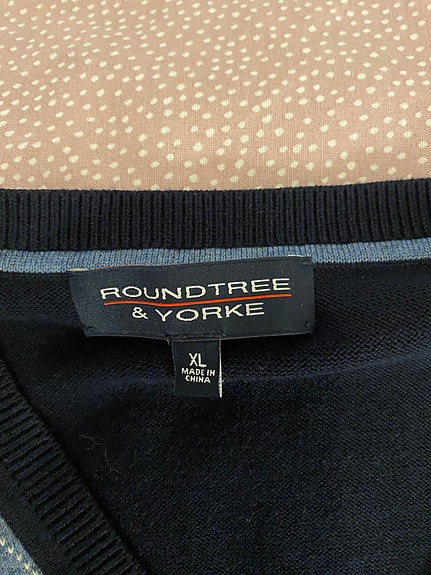 ROUNDTREE
& YORKE
XL
MADE IN
CHINA